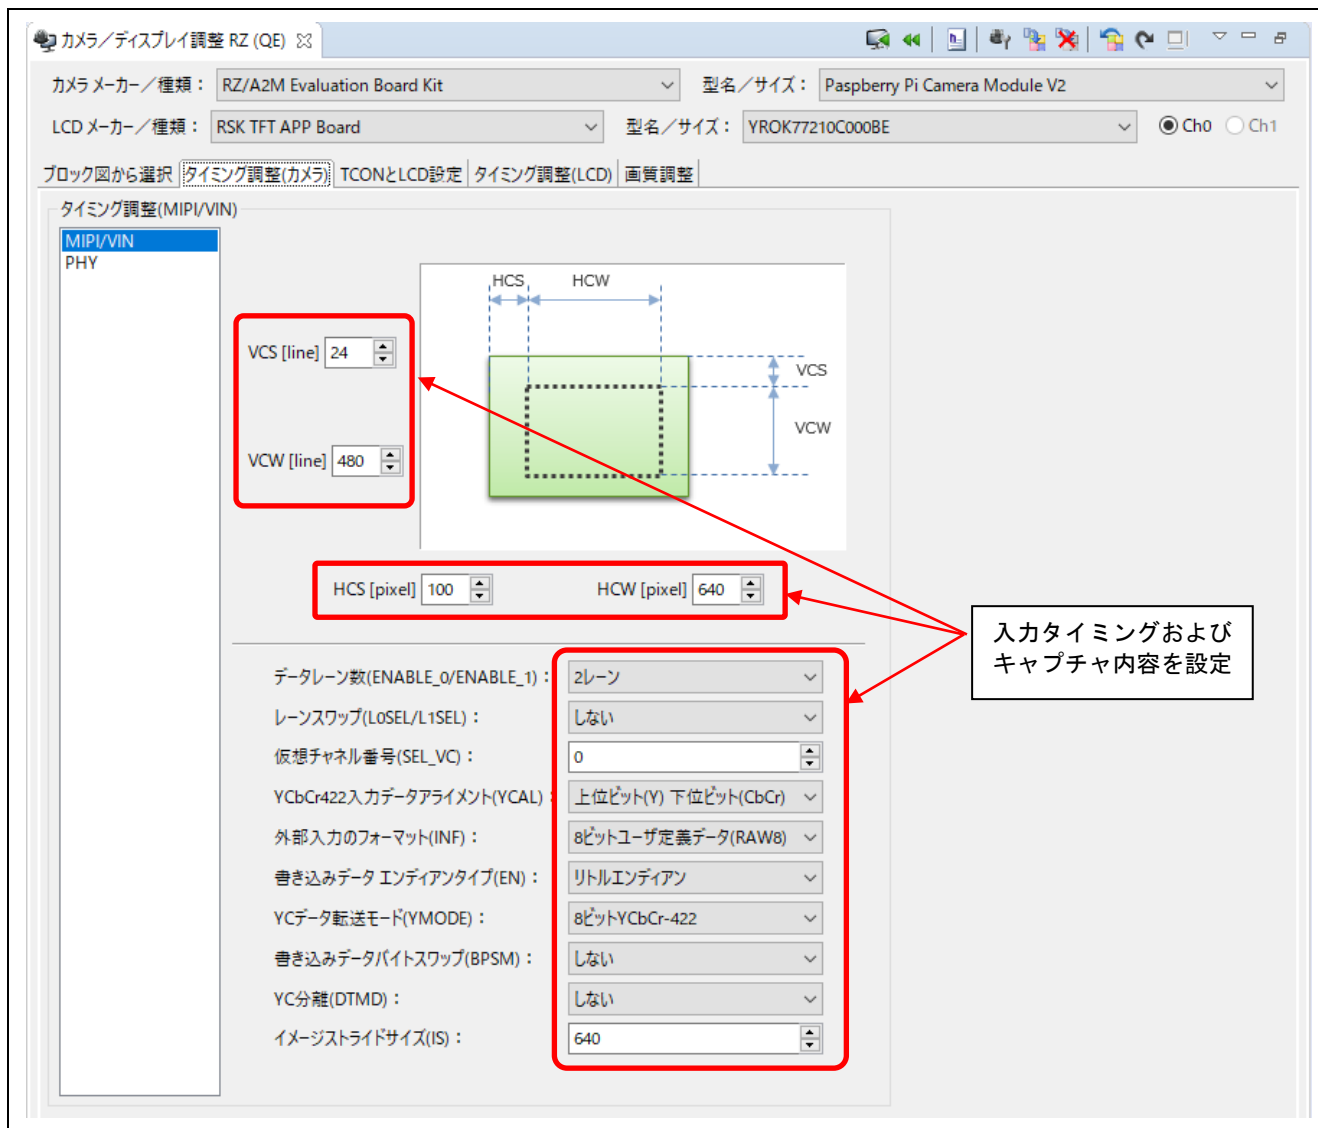 カメラ／ディスプレイ調整 RZ (QE)
カメラ メーカー／種類： RZ/A2M Evaluation Board Kit 型名／サイズ： Paspberry Pi Camera Module V2
LCD メーカー／種類： RSK TFT APP Board 型名／サイズ： YROK77210C000BE Ch0 Ch1
ブロック図から選択 タイミング調整(カメラ) TCONとLCD設定 タイミング調整(LCD) 画質調整
タイミング調整(MIPI/VIN)
MIPI/VIN
PHY
HCS HCW
VCS [line] 24
VCS
VCW
VCW [line] 480
HCS [pixel] 100 HCW [pixel] 640
入力タイミングおよび
キャプチャ内容を設定
データレーン数(ENABLE_0/ENABLE_1)： 2レーン
レーンスワップ(L0SEL/L1SEL)： しない
仮想チャネル番号(SEL_VC)： 0
YCbCr422入力データアライメント(YCAL)： 上位ビット(Y) 下位ビット(CbCr)
外部入力のフォーマット(INF)： 8ビットユーザ定義データ(RAW8)
書き込みデータ エンディアンタイプ(EN)： リトルエンディアン
YCデータ転送モード(YMODE)： 8ビットYCbCr-422
書き込みデータバイトスワップ(BPSM)： しない
YC分離(DTMD)： しない
イメージストライドサイズ(IS)： 640